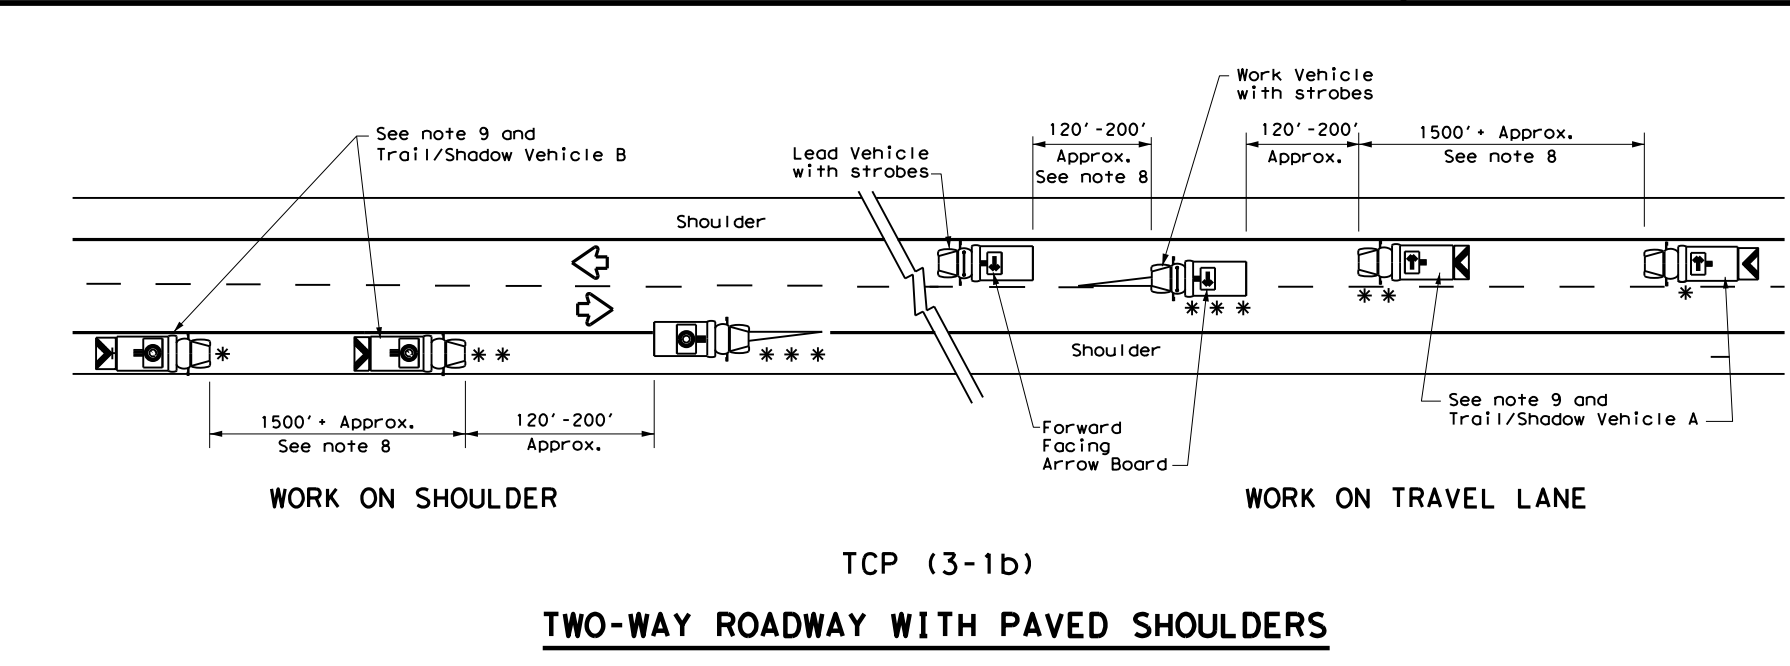 Work Vehicle
with strobes
See note 9 and
Trail/Shadow Vehicle B
Lead Vehicle
with strobes
120'-200'
Approx.
See note 8
120'-200'
Approx.
1500'+ Approx.
See note 8
Shoulder
* * *
* *
*
*
* *
* * *
Shoulder
1500'+ Approx.
See note 8
120'-200'
Approx.
Forward
Facing
Arrow Board
See note 9 and
Trail/Shadow Vehicle A
WORK ON SHOULDER
WORK ON TRAVEL LANE
TCP (3-1b)
TWO-WAY ROADWAY WITH PAVED SHOULDERS